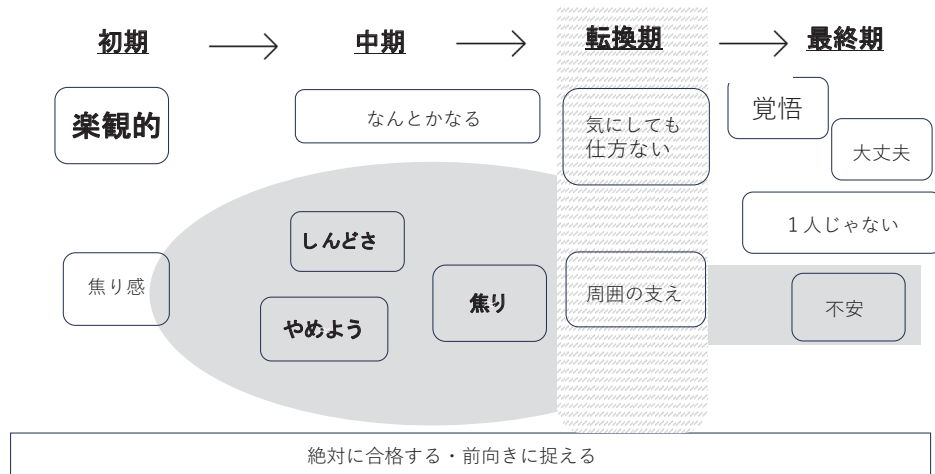 初期
中期
転換期
最終期
楽観的
なんとかなる
気にしても
仕方ない
覚悟
大丈夫
1人じゃない
しんどさ
焦り感
焦り
周囲の支え
やめよう
不安
絶対に合格する・前向きに捉える